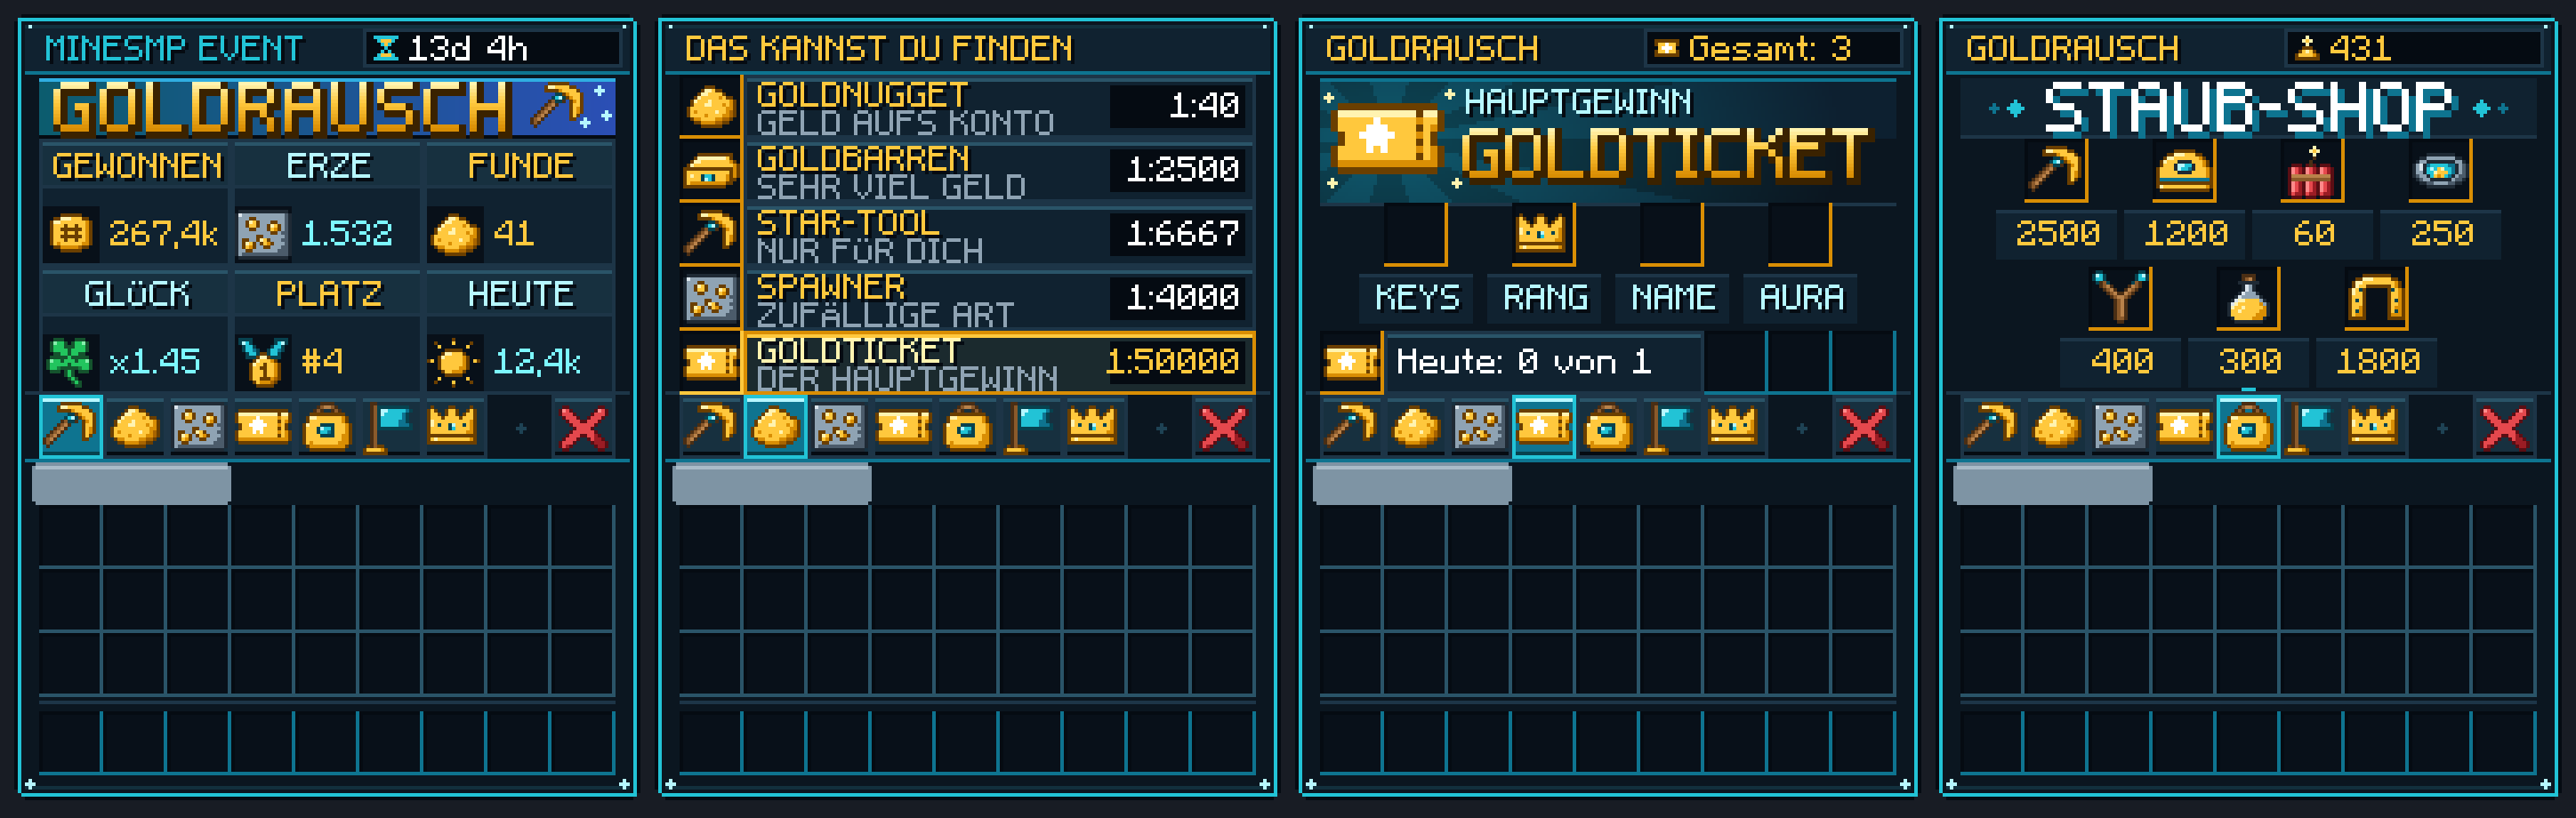 MINESMP EVENT
13d 4h
GOLDRAUSCH
GEWONNEN ERZE FUNDE
267,4k 1.532 41
GLÜCK PLATZ HEUTE
x1.45 #4 12,4k
DAS KANNST DU FINDEN
GOLDNUGGET
GELD AUFS KONTO
1:40
GOLDBARREN
SEHR VIEL GELD
1:2500
STAR-TOOL
NUR FÜR DICH
1:6667
SPAWNER
ZUFÄLLIGE ART
1:4000
GOLDTICKET
DER HAUPTGEWINN
1:50000
GOLDRAUSCH
Gesamt: 3
HAUPTGEWINN
GOLDTICKET
KEYS RANG NAME AURA
Heute: 0 von 1
GOLDRAUSCH
431
STAUB-SHOP
2500 1200 60 250
400 300 1800